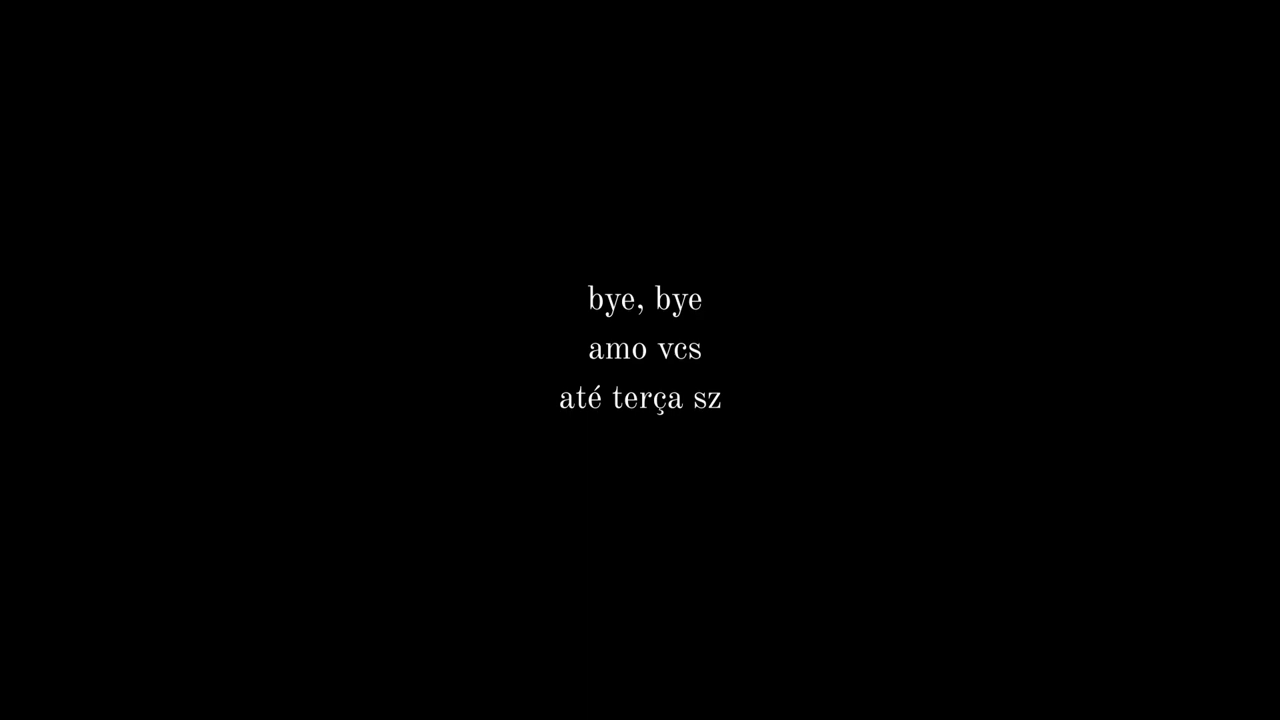 bye, bye
amo vcs
até terça sz